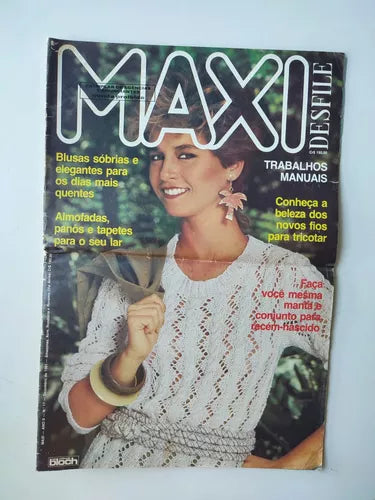 MAXI
DESFILE
TRABALHOS
MANUAIS
Blusas sóbrias e
elegantes para
os dias mais
quentes
Almofadas,
panos e tapetes
para o seu lar
Conheça a
beleza dos
novos fios
para tricotar
Faça
você mesma
manta e
conjunto para
recém-nascido
bloch